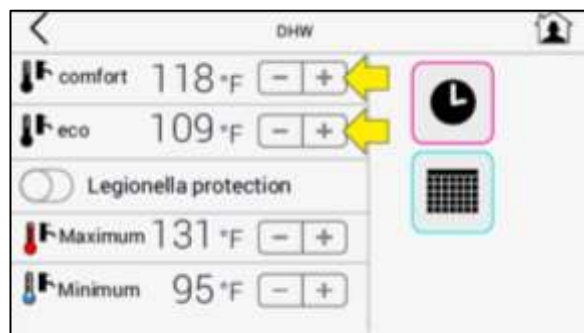 DHW
comfort 118 °F − +
eco 109 °F − +
Legionella protection
Maximum 131 °F − +
Minimum 95 °F − +